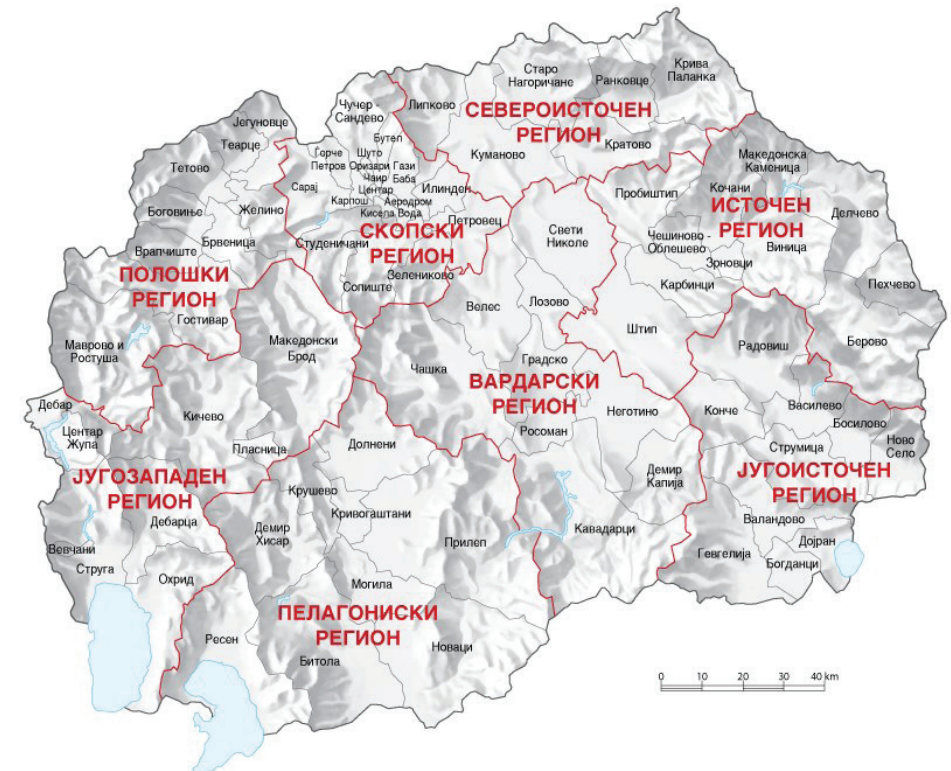 Крива
Паланка
Старо
Нагоричане
Ранковце
Чучер -
Сандево
Липково
СЕВЕРОИСТОЧЕН
РЕГИОН
Куманово
Кратово
Јегуновце
Теарце
Тетово
Бутел
Ѓорче
Петров
Шуто
Оризари
Гази
Баба
Чаир
Центар
Сарај
Карпош
Аеродром
Кисела Вода
Илинден
Петровец
СКОПСКИ
РЕГИОН
Студеничани
Зелениково
Сопиште
Македонска
Каменица
Пробиштип
Кочани
ИСТОЧЕН
РЕГИОН
Делчево
Чешиново -
Облешево
Виница
Зрновци
Карбинци
Пехчево
Штип
Берово
Свети
Николе
Боговиње
Желино
Брвеница
Врапчиште
ПОЛОШКИ
РЕГИОН
Гостивар
Маврово и
Ростуша
Македонски
Брод
Велес
Лозово
Чашка
Градско
ВАРДАРСКИ
РЕГИОН
Неготино
Росоман
Демир
Капија
Кавадарци
Радовиш
Василево
Конче
Босилово
Струмица
Ново
Село
ЈУГОИСТОЧЕН
РЕГИОН
Валандово
Дојран
Гевгелија
Богданци
Дебар
Центар
Жупа
Кичево
Пласница
ЈУГОЗАПАДЕН
РЕГИОН
Дебарца
Вевчани
Струга
Охрид
Долнени
Крушево
Кривогаштани
Демир
Хисар
Прилеп
Могила
ПЕЛАГОНИСКИ
РЕГИОН
Ресен
Новаци
Битола
0 10 20 30 40 km